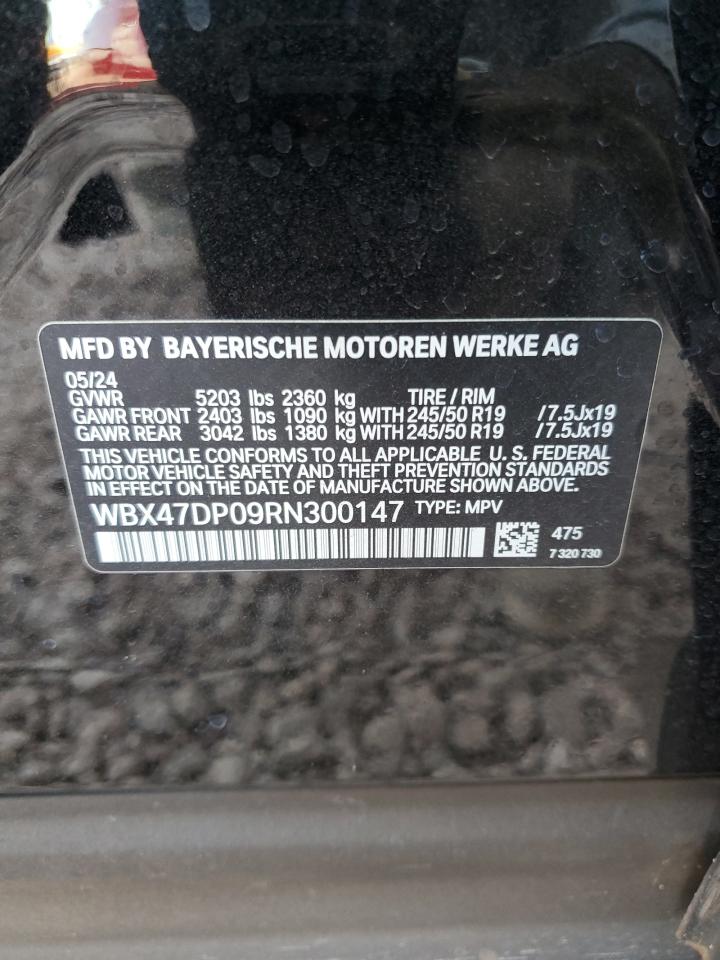 MFD BY BAYERISCHE MOTOREN WERKE AG
05/24
GVWR 5203 lbs 2360 kg TIRE / RIM
GAWR FRONT 2403 lbs 1090 kg WITH 245/50 R19 /7.5Jx19
GAWR REAR 3042 lbs 1380 kg WITH 245/50 R19 /7.5Jx19
THIS VEHICLE CONFORMS TO ALL APPLICABLE U. S. FEDERAL
MOTOR VEHICLE SAFETY AND THEFT PREVENTION STANDARDS
IN EFFECT ON THE DATE OF MANUFACTURE SHOWN ABOVE.
WBX47DP09RN300147 TYPE: MPV
475
7 320 730